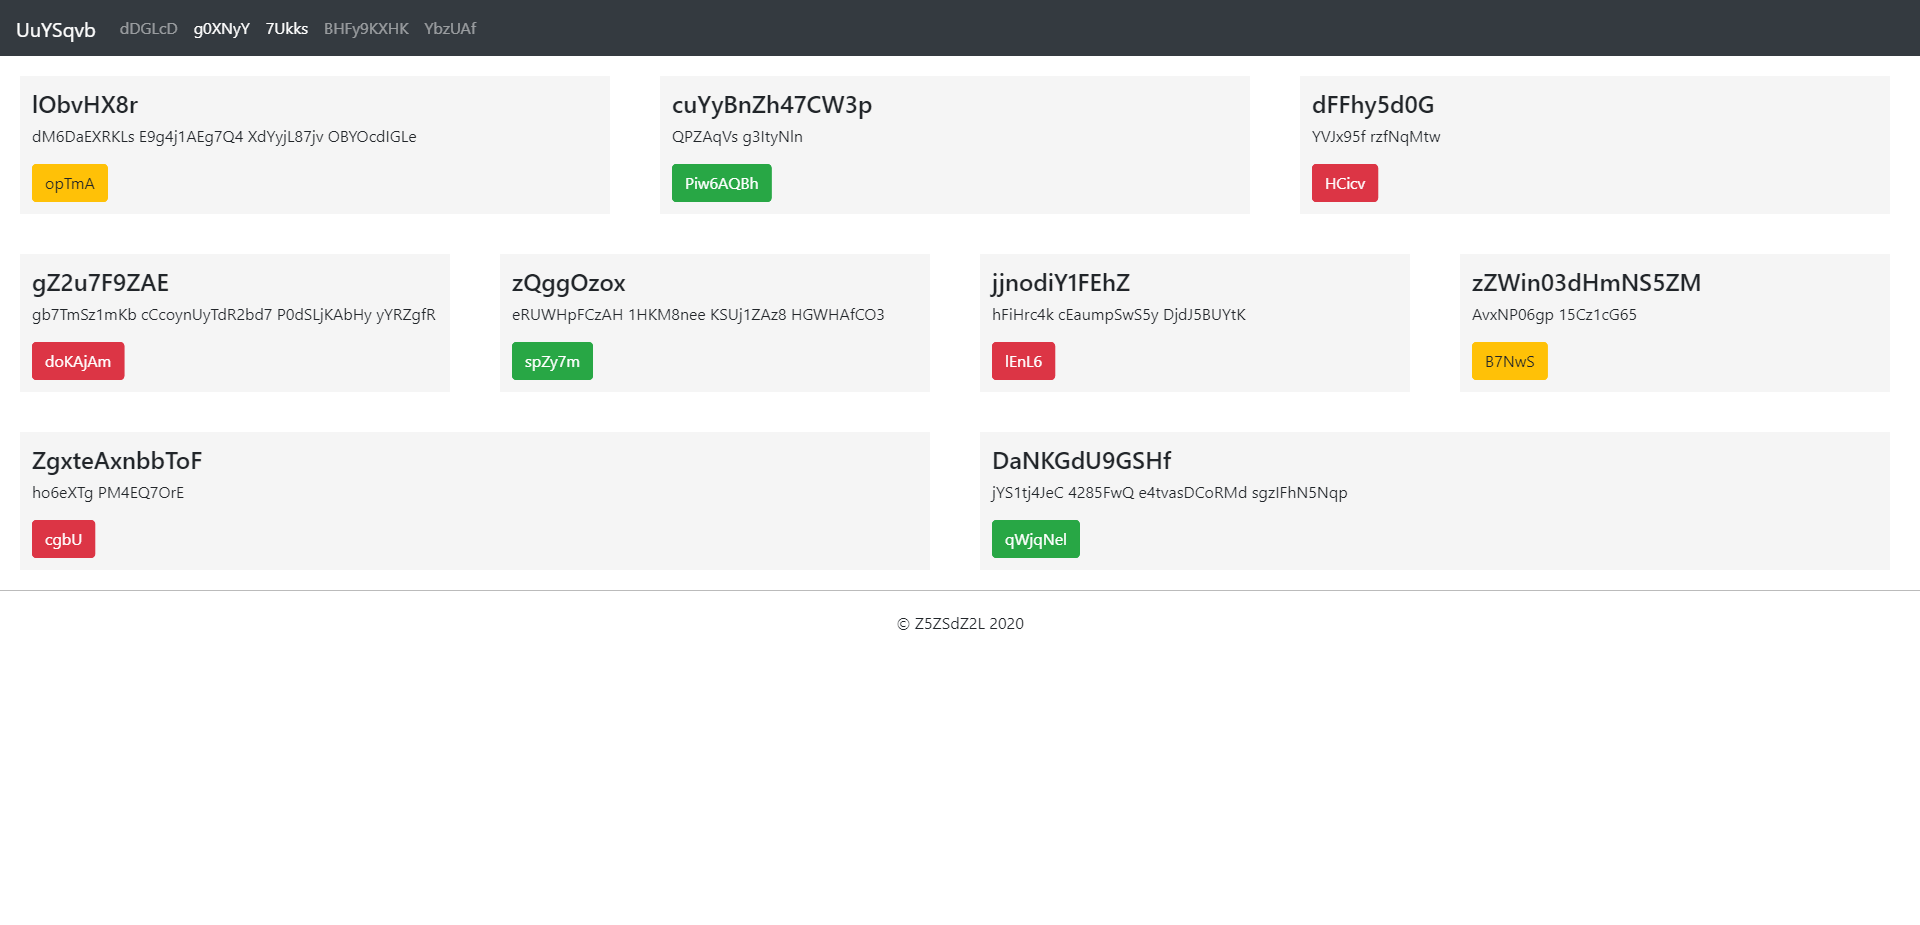 UuYSqvb dDGLcD g0XNyY 7Ukks BHFy9KXHK YbzUAf
lObvHX8r
dM6DaEXRKLs E9g4j1AEg7Q4 XdYyjL87jv OBYOcdIGLe
opTmA
cuYyBnZh47CW3p
QPZAqVs g3ItyNln
Piw6AQBh
dFFhy5d0G
YVJx95f rzfNqMtw
HCicv
gZ2u7F9ZAE
gb7TmSz1mKb cCcoynUyTdR2bd7 P0dSLjKAbHy yYRZgfR
doKAjAm
zQggOzox
eRUWHpFCzAH 1HKM8nee KSUj1ZAz8 HGWHAfCO3
spZy7m
jjnodiY1FEhZ
hFiHrc4k cEaumpSwS5y DjdJ5BUYtK
lEnL6
zZWin03dHmNS5ZM
AvxNP06gp 15Cz1cG65
B7NwS
ZgxteAxnbbToF
ho6eXTg PM4EQ7OrE
cgbU
DaNKGdU9GSHf
jYS1tj4JeC 4285FwQ e4tvasDCoRMd sgzIFhN5Nqp
qWjqNel
© Z5ZSdZ2L 2020